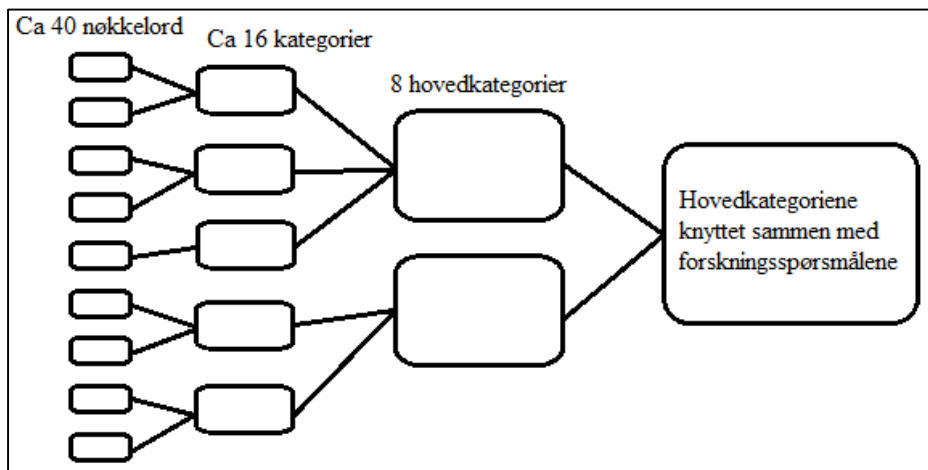 Ca 40 nøkkelord
Ca 16 kategorier
8 hovedkategorier
Hovedkategoriene
knyttet sammen med
forskningsspørsmålene